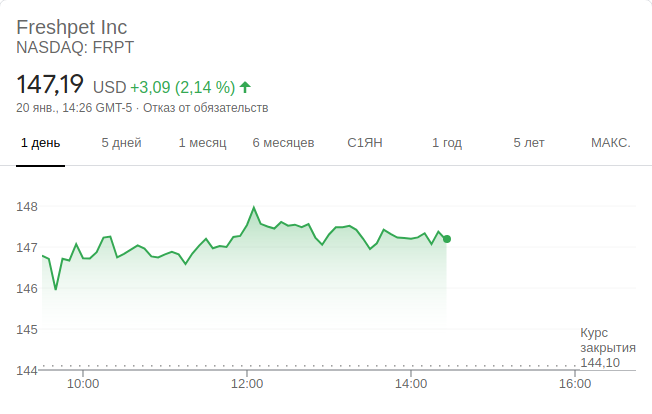 Freshpet Inc
NASDAQ: FRPT
147,19 USD +3,09 (2,14 %)
20 янв., 14:26 GMT-5 · Отказ от обязательств
1 день 5 дней 1 месяц 6 месяцев С1ЯН 1 год 5 лет МАКС.
148
147
146
145
Курс
закрытия
144,10
144
10:00 12:00 14:00 16:00